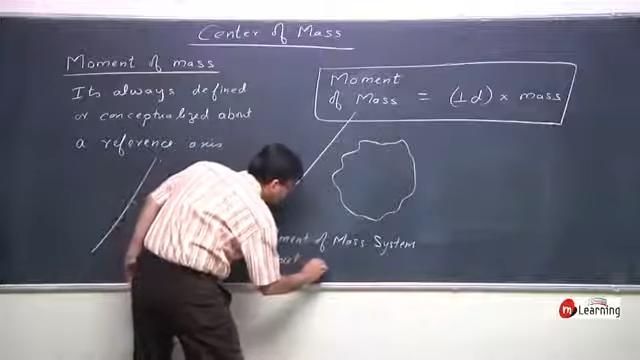 Center of Mass
Moment of mass
Its always defined
or conceptualized about
a reference axis
Moment
of Mass = (⊥d) × mass
of Mass System
m Learning